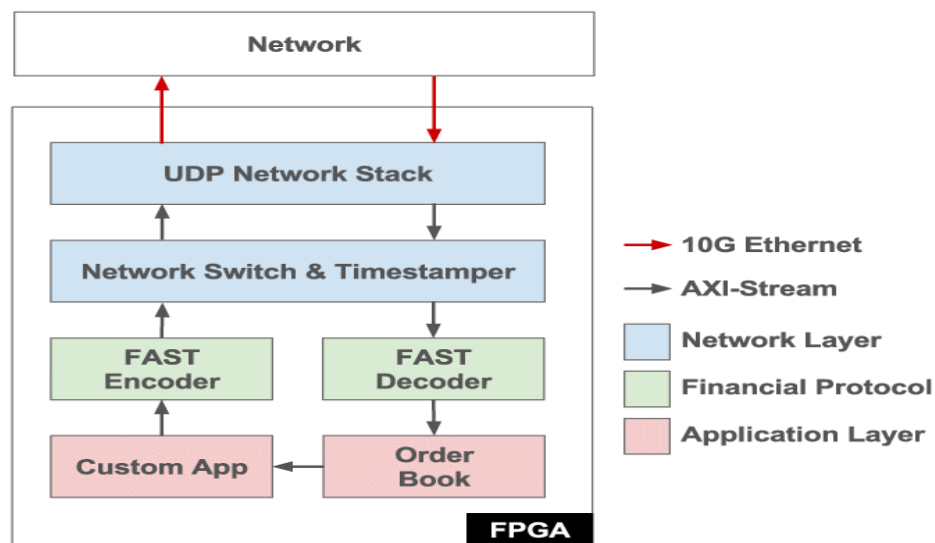 Network
UDP Network Stack
Network Switch & Timestamper
FAST
Encoder
FAST
Decoder
Custom App
Order
Book
FPGA
10G Ethernet
AXI-Stream
Network Layer
Financial Protocol
Application Layer